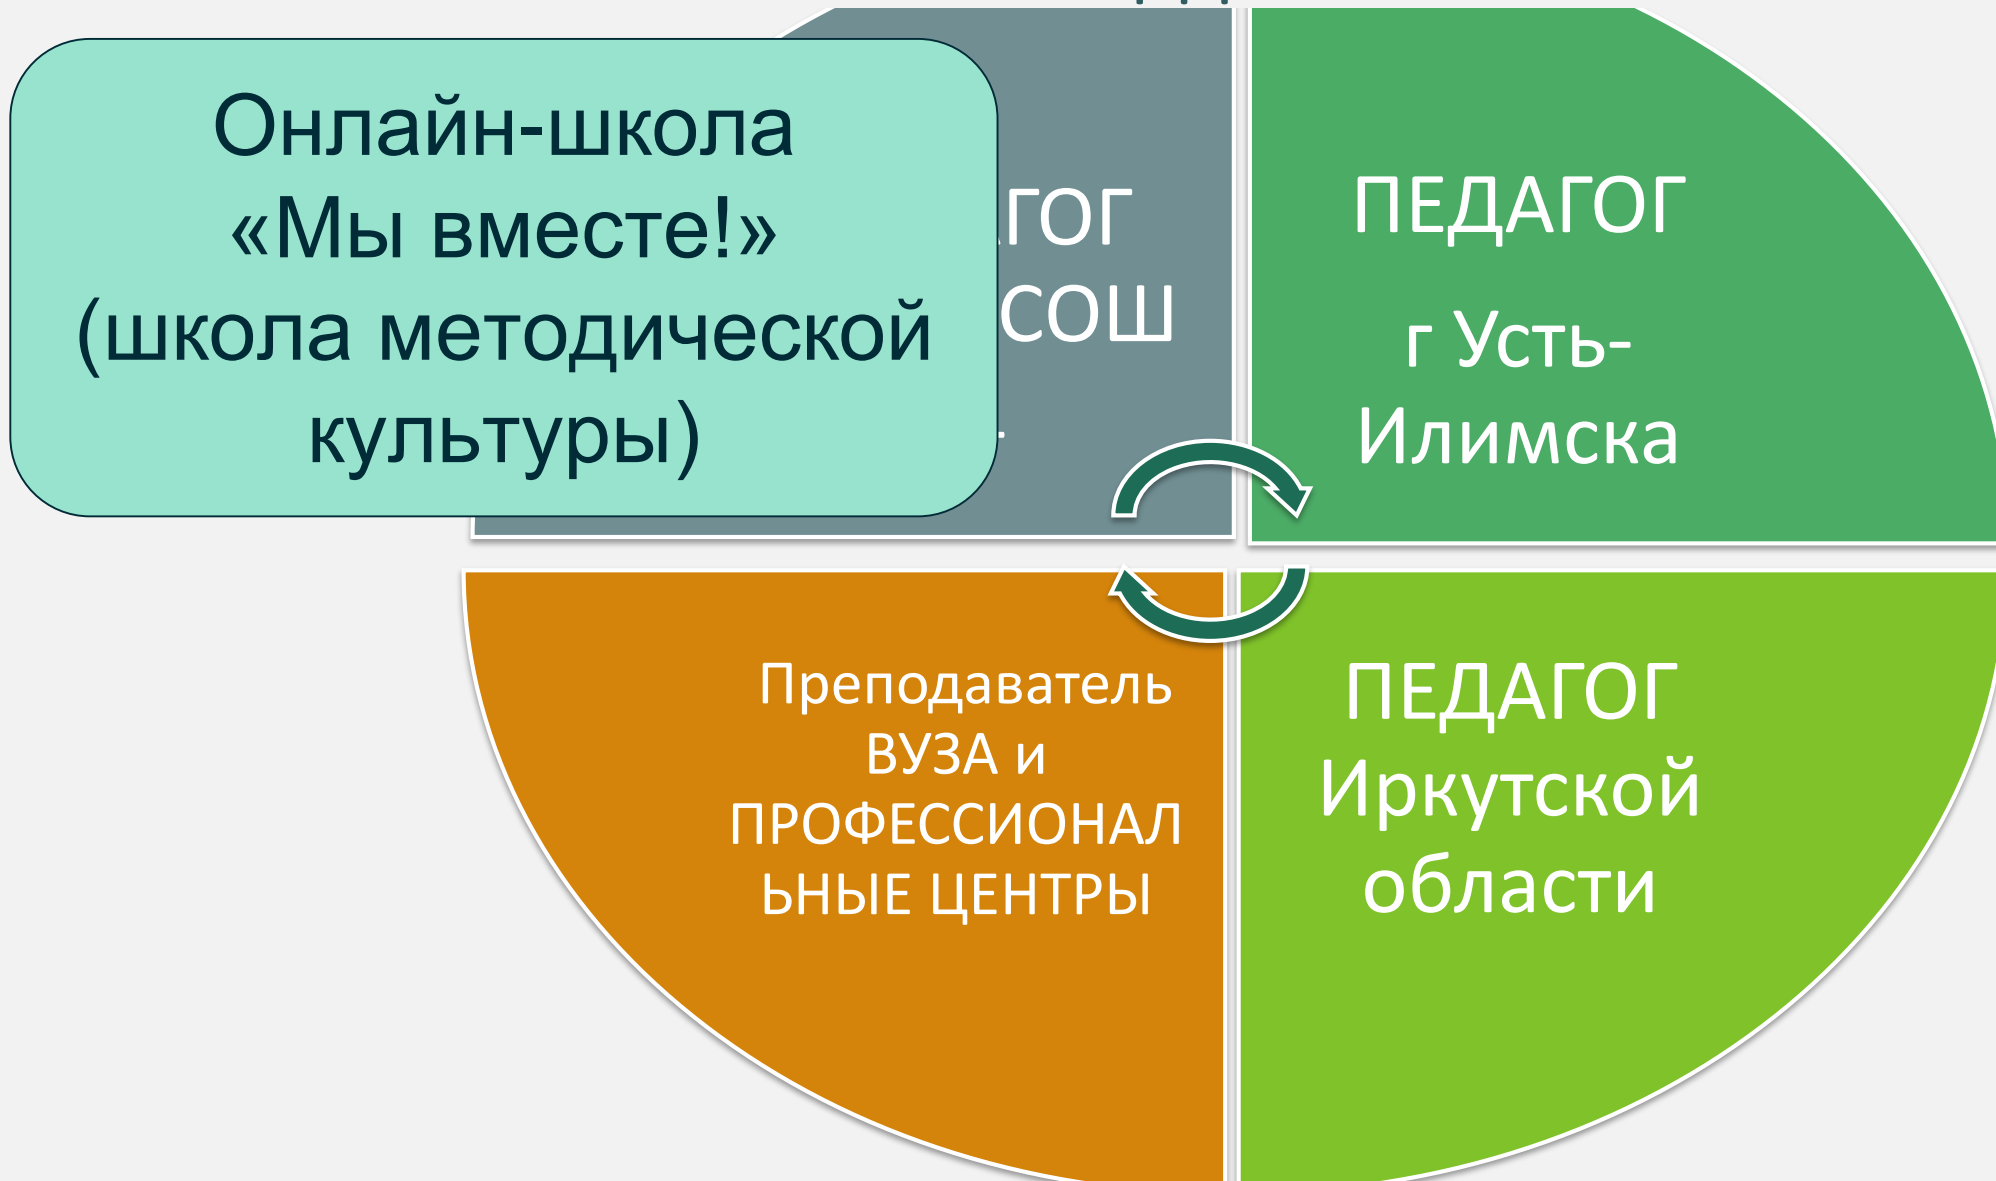 Онлайн-школа
«Мы вместе!»
(школа методической
культуры)
СОШ
ПЕДАГОГ
г Усть-
Илимска
Преподаватель
ВУЗА и
ПРОФЕССИОНАЛ
ЬНЫЕ ЦЕНТРЫ
ПЕДАГОГ
Иркутской
области